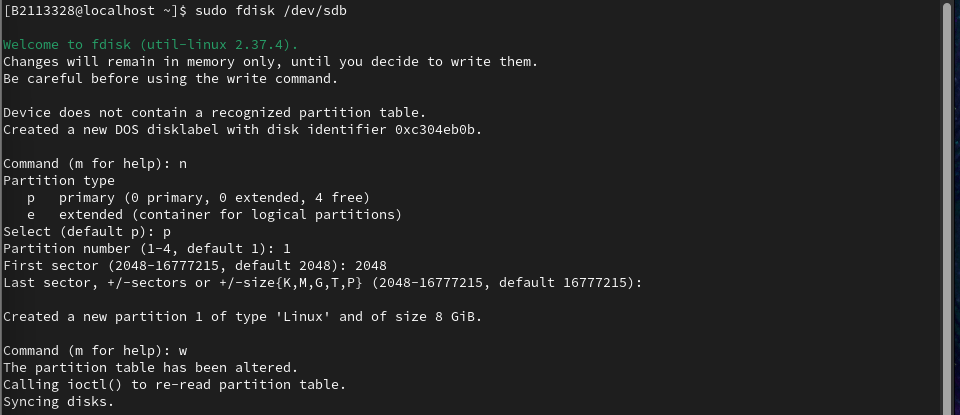 [B2113328@localhost ~]$ sudo fdisk /dev/sdb
Welcome to fdisk (util-linux 2.37.4).
Changes will remain in memory only, until you decide to write them.
Be careful before using the write command.
Device does not contain a recognized partition table.
Created a new DOS disklabel with disk identifier 0xc304eb0b.
Command (m for help): n
Partition type
   p   primary (0 primary, 0 extended, 4 free)
   e   extended (container for logical partitions)
Select (default p): p
Partition number (1-4, default 1): 1
First sector (2048-16777215, default 2048): 2048
Last sector, +/-sectors or +/-size{K,M,G,T,P} (2048-16777215, default 16777215):
Created a new partition 1 of type 'Linux' and of size 8 GiB.
Command (m for help): w
The partition table has been altered.
Calling ioctl() to re-read partition table.
Syncing disks.